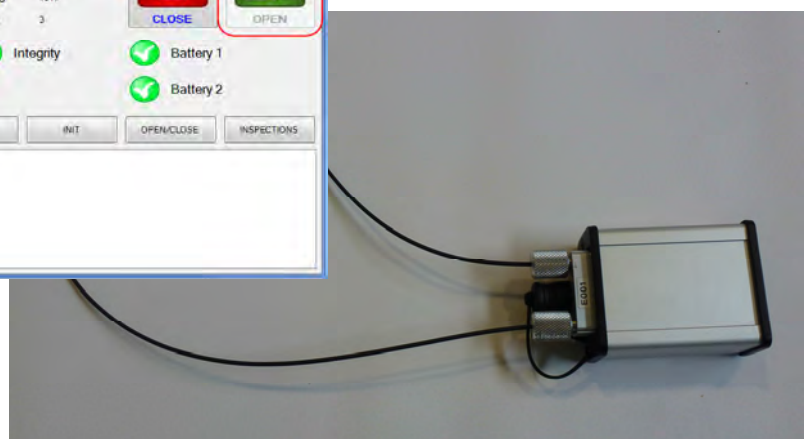 3
CLOSE
OPEN
Integrity
Battery 1
Battery 2
INIT
OPEN/CLOSE
INSPECTIONS
E001